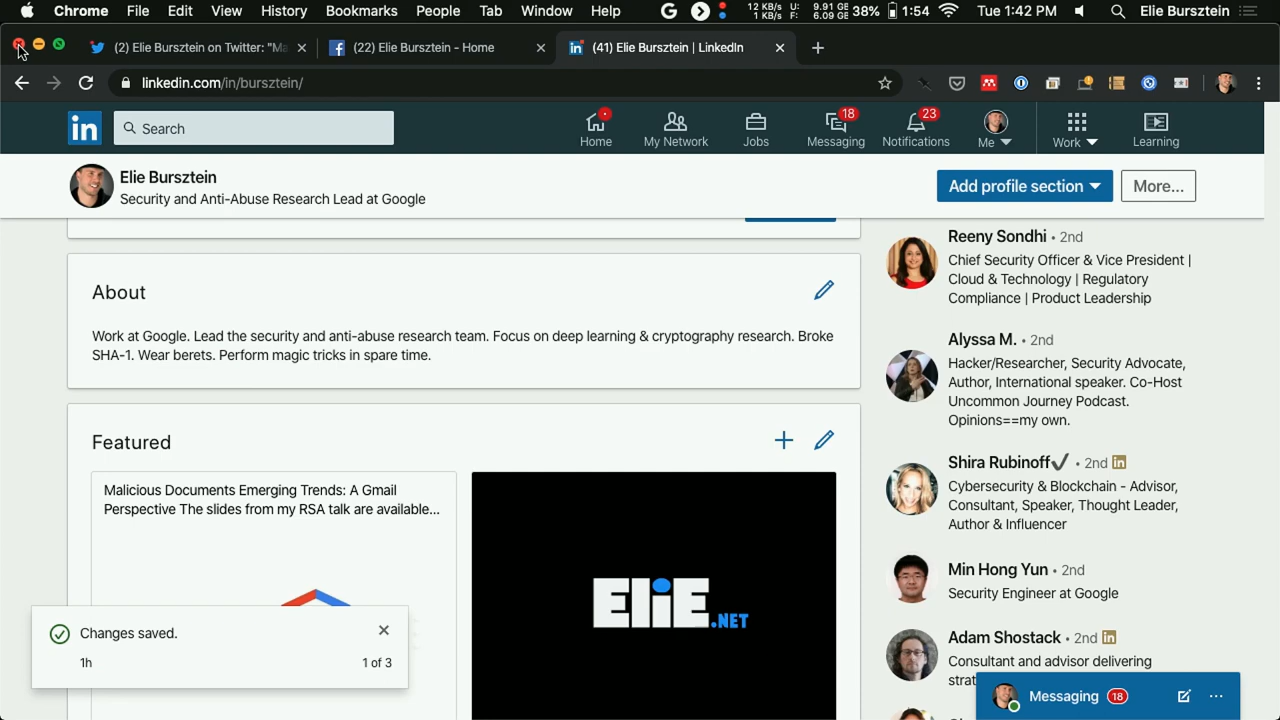 Chrome File Edit View History Bookmarks People Tab Window Help 12 KB/s 1 KB/s U: F: 9.91 GB 6.09 GB 38% 1:54 Tue 1:42 PM Elie Bursztein
(2) Elie Bursztein on Twitter: "Ma (22) Elie Bursztein - Home (41) Elie Bursztein | LinkedIn
linkedin.com/in/bursztein/
in Search Home My Network Jobs 18 Messaging 23 Notifications Me Work Learning
Elie Bursztein
Security and Anti-Abuse Research Lead at Google
Add profile section More...
About
Work at Google. Lead the security and anti-abuse research team. Focus on deep learning & cryptography research. Broke
SHA-1. Wear berets. Perform magic tricks in spare time.
Featured
Malicious Documents Emerging Trends: A Gmail
Perspective The slides from my RSA talk are available...
ELiE.NET
Changes saved.
1h 1 of 3
Reeny Sondhi • 2nd
Chief Security Officer & Vice President |
Cloud & Technology | Regulatory
Compliance | Product Leadership
Alyssa M. • 2nd
Hacker/Researcher, Security Advocate,
Author, International speaker. Co-Host
Uncommon Journey Podcast.
Opinions==my own.
Shira Rubinoff✔ • 2nd in
Cybersecurity & Blockchain - Advisor,
Consultant, Speaker, Thought Leader,
Author & Influencer
Min Hong Yun • 2nd
Security Engineer at Google
Adam Shostack • 2nd in
Consultant and advisor delivering
Messaging 18